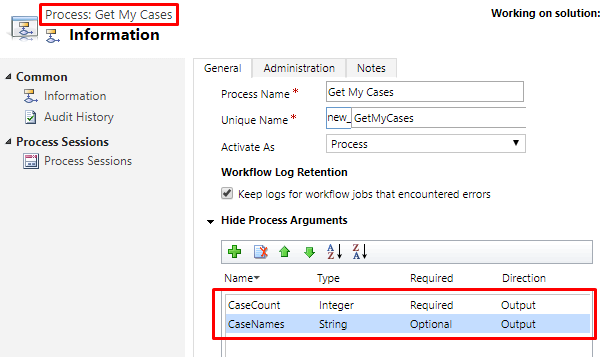 Process: Get My Cases
Working on solution:
Information
Common
Information
Audit History
Process Sessions
Process Sessions
General Administration Notes
Process Name * Get My Cases
Unique Name * new_ GetMyCases
Activate As Process
Workflow Log Retention
Keep logs for workflow jobs that encountered errors
Hide Process Arguments
A Z Z A
Name Type Required Direction
CaseCount Integer Required Output
CaseNames String Optional Output